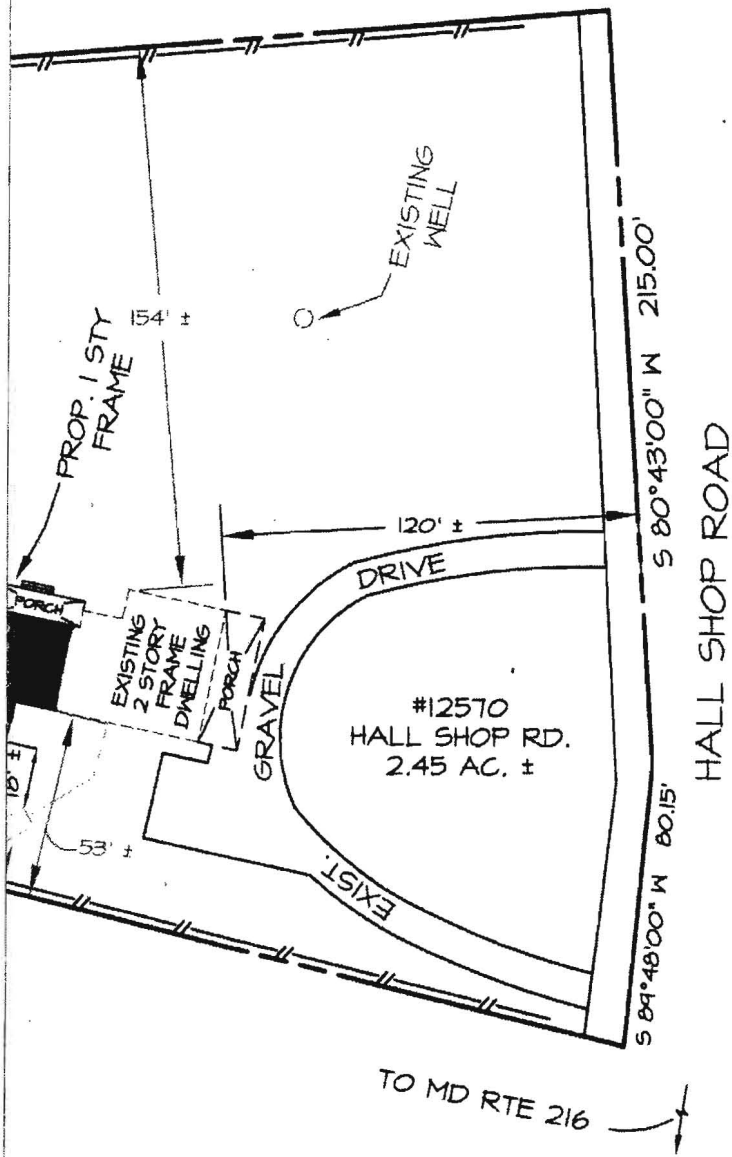 EXISTING
WELL
154' ±
PROP. 1 STY
FRAME
120' ±
S 80°43'00" W 215.00'
DRIVE
PORCH
EXISTING
2 STORY
FRAME
DWELLING
PORCH
GRAVEL
#12570
HALL SHOP RD.
2.45 AC. ±
HALL SHOP ROAD
18' ±
53' ±
EXIST.
S 89°48'00" W 80.15'
TO MD RTE 216